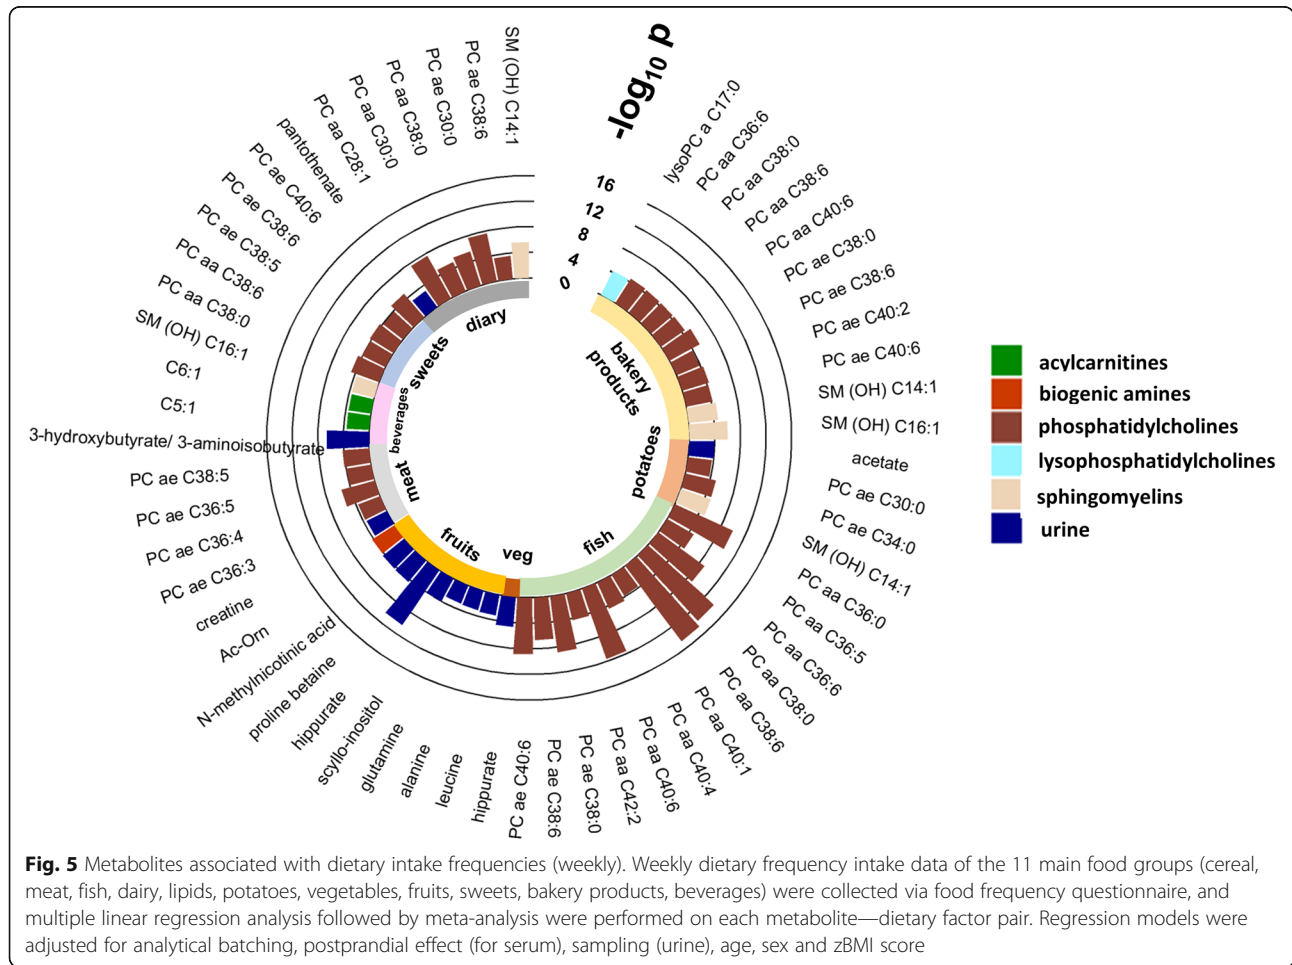 -log10 p
16
12
8
4
0
lysoPC a C17:0
PC aa C36:6
PC aa C38:0
PC aa C38:6
PC aa C40:6
PC ae C38:0
PC ae C38:6
PC ae C40:2
PC ae C40:6
SM (OH) C14:1
SM (OH) C16:1
acetate
PC ae C30:0
PC ae C34:0
SM (OH) C14:1
PC aa C36:0
PC aa C36:5
PC aa C36:6
PC aa C38:0
PC aa C38:6
PC aa C40:1
PC aa C40:4
PC aa C40:6
PC aa C42:2
PC ae C38:0
PC ae C38:6
PC ae C40:6
hippurate
leucine
alanine
glutamine
scyllo-inositol
hippurate
proline betaine
N-methylnicotinic acid
Ac-Orn
creatine
PC ae C36:3
PC ae C36:4
PC ae C36:5
PC ae C38:5
3-hydroxybutyrate/ 3-aminoisobutyrate
C5:1
C6:1
SM (OH) C16:1
PC aa C38:0
PC aa C38:6
PC ae C38:5
PC ae C38:6
PC ae C40:6
pantothenate
PC aa C28:1
PC aa C30:0
PC aa C38:0
PC ae C30:0
PC ae C38:6
SM (OH) C14:1
bakery
products
potatoes
fish
veg
fruits
meat
beverages
sweets
diary
acylcarnitines
biogenic amines
phosphatidylcholines
lysophosphatidylcholines
sphingomyelins
urine
Fig. 5 Metabolites associated with dietary intake frequencies (weekly). Weekly dietary frequency intake data of the 11 main food groups (cereal,
meat, fish, dairy, lipids, potatoes, vegetables, fruits, sweets, bakery products, beverages) were collected via food frequency questionnaire, and
multiple linear regression analysis followed by meta-analysis were performed on each metabolite—dietary factor pair. Regression models were
adjusted for analytical batching, postprandial effect (for serum), sampling (urine), age, sex and zBMI score